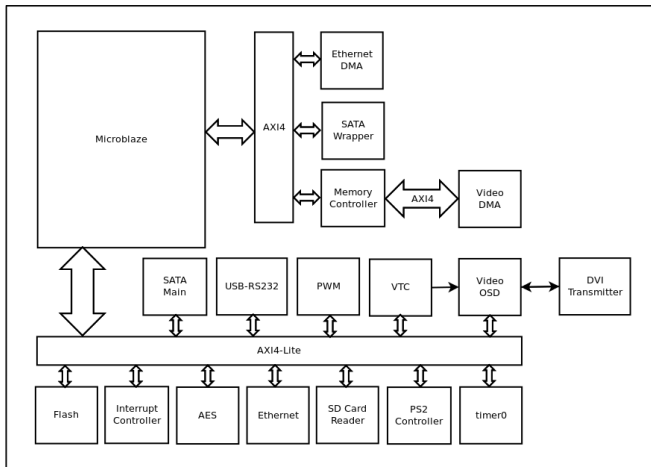 Ethernet
DMA
Microblaze
AXI4
SATA
Wrapper
Memory
Controller
AXI4
Video
DMA
SATA
Main
USB-RS232
PWM
VTC
Video
OSD
DVI
Transmitter
AXI4-Lite
Flash
Interrupt
Controller
AES
Ethernet
SD Card
Reader
PS2
Controller
timer0